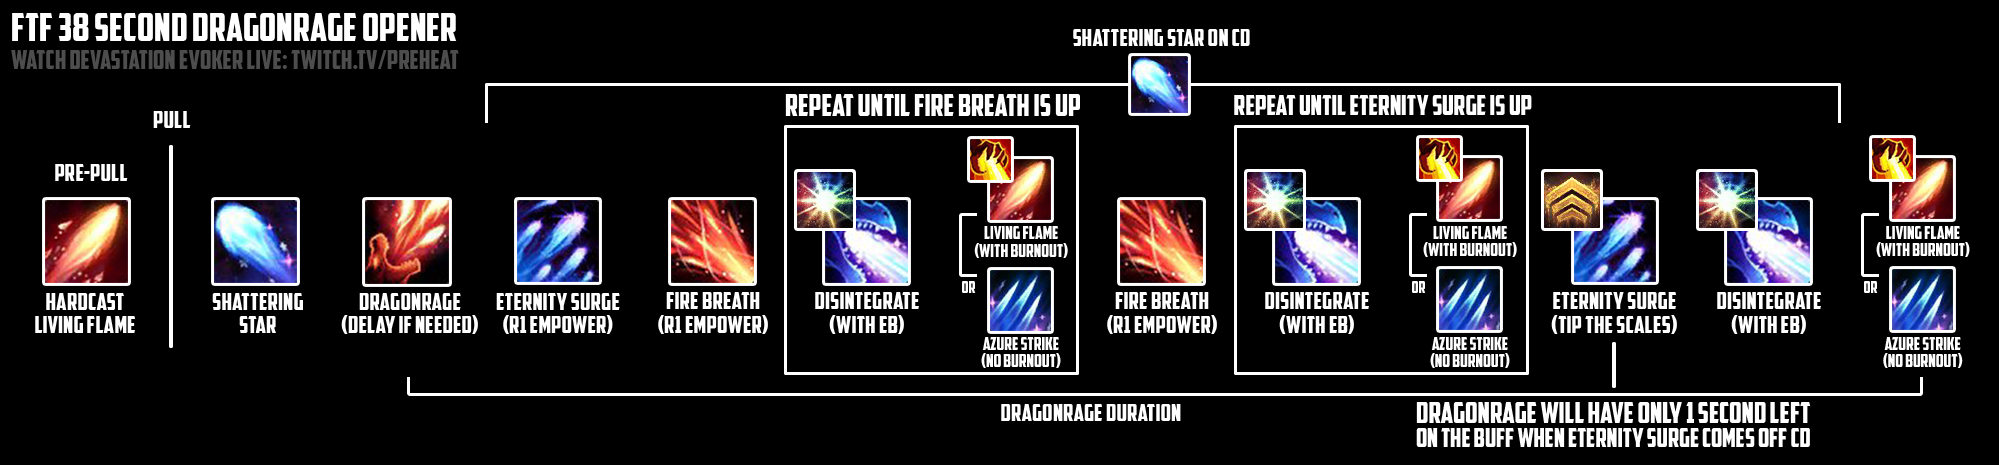 FTF 38 SECOND DRAGONRAGE OPENER
WATCH DEVASTATION EVOKER LIVE: TWITCH.TV/PREHEAT
SHATTERING STAR ON CD
PULL
PRE-PULL
HARDCAST
LIVING FLAME
SHATTERING
STAR
DRAGONRAGE
(DELAY IF NEEDED)
ETERNITY SURGE
(R1 EMPOWER)
FIRE BREATH
(R1 EMPOWER)
REPEAT UNTIL FIRE BREATH IS UP
DISINTEGRATE
(WITH EB)
LIVING FLAME
(WITH BURNOUT)
OR
AZURE STRIKE
(NO BURNOUT)
FIRE BREATH
(R1 EMPOWER)
REPEAT UNTIL ETERNITY SURGE IS UP
DISINTEGRATE
(WITH EB)
LIVING FLAME
(WITH BURNOUT)
OR
AZURE STRIKE
(NO BURNOUT)
ETERNITY SURGE
(TIP THE SCALES)
DISINTEGRATE
(WITH EB)
LIVING FLAME
(WITH BURNOUT)
OR
AZURE STRIKE
(NO BURNOUT)
DRAGONRAGE DURATION
DRAGONRAGE WILL HAVE ONLY 1 SECOND LEFT
ON THE BUFF WHEN ETERNITY SURGE COMES OFF CD